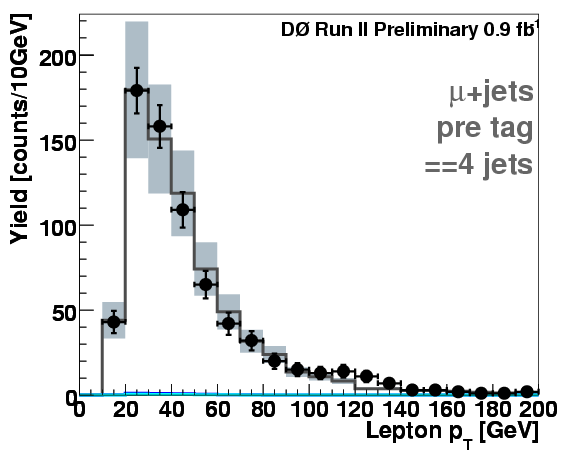 DØ Run II Preliminary 0.9 fb⁻¹
μ+jets
pre tag
==4 jets
Yield [counts/10GeV]
200
150
100
50
0
0 20 40 60 80 100 120 140 160 180 200
Lepton p_T [GeV]